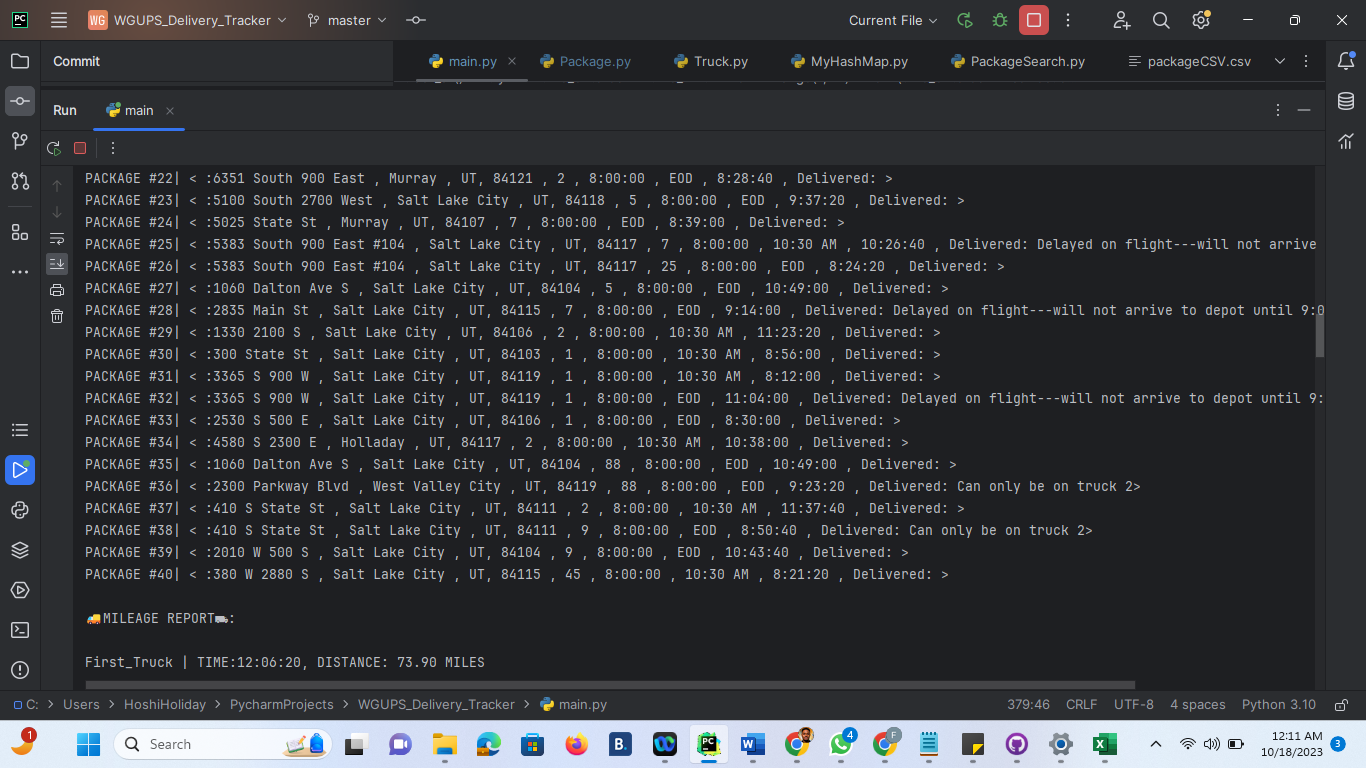 PC WG WGUPS_Delivery_Tracker master Current File
Commit main.py Package.py Truck.py MyHashMap.py PackageSearch.py packageCSV.csv
Run main
PACKAGE #22| < :6351 South 900 East , Murray , UT, 84121 , 2 , 8:00:00 , EOD , 8:28:40 , Delivered: >
PACKAGE #23| < :5100 South 2700 West , Salt Lake City , UT, 84118 , 5 , 8:00:00 , EOD , 9:37:20 , Delivered: >
PACKAGE #24| < :5025 State St , Murray , UT, 84107 , 7 , 8:00:00 , EOD , 8:39:00 , Delivered: >
PACKAGE #25| < :5383 South 900 East #104 , Salt Lake City , UT, 84117 , 7 , 8:00:00 , 10:30 AM , 10:26:40 , Delivered: Delayed on flight---will not arrive
PACKAGE #26| < :5383 South 900 East #104 , Salt Lake City , UT, 84117 , 25 , 8:00:00 , EOD , 8:24:20 , Delivered: >
PACKAGE #27| < :1060 Dalton Ave S , Salt Lake City , UT, 84104 , 5 , 8:00:00 , EOD , 10:49:00 , Delivered: >
PACKAGE #28| < :2835 Main St , Salt Lake City , UT, 84115 , 7 , 8:00:00 , EOD , 9:14:00 , Delivered: Delayed on flight---will not arrive to depot until 9:0
PACKAGE #29| < :1330 2100 S , Salt Lake City , UT, 84106 , 2 , 8:00:00 , 10:30 AM , 11:23:20 , Delivered: >
PACKAGE #30| < :300 State St , Salt Lake City , UT, 84103 , 1 , 8:00:00 , 10:30 AM , 8:56:00 , Delivered: >
PACKAGE #31| < :3365 S 900 W , Salt Lake City , UT, 84119 , 1 , 8:00:00 , 10:30 AM , 8:12:00 , Delivered: >
PACKAGE #32| < :3365 S 900 W , Salt Lake City , UT, 84119 , 1 , 8:00:00 , EOD , 11:04:00 , Delivered: Delayed on flight---will not arrive to depot until 9:
PACKAGE #33| < :2530 S 500 E , Salt Lake City , UT, 84106 , 1 , 8:00:00 , EOD , 8:30:00 , Delivered: >
PACKAGE #34| < :4580 S 2300 E , Holladay , UT, 84117 , 2 , 8:00:00 , 10:30 AM , 10:38:00 , Delivered: >
PACKAGE #35| < :1060 Dalton Ave S , Salt Lake City , UT, 84104 , 88 , 8:00:00 , EOD , 10:49:00 , Delivered: >
PACKAGE #36| < :2300 Parkway Blvd , West Valley City , UT, 84119 , 88 , 8:00:00 , EOD , 9:23:20 , Delivered: Can only be on truck 2>
PACKAGE #37| < :410 S State St , Salt Lake City , UT, 84111 , 2 , 8:00:00 , 10:30 AM , 11:37:40 , Delivered: >
PACKAGE #38| < :410 S State St , Salt Lake City , UT, 84111 , 9 , 8:00:00 , EOD , 8:50:40 , Delivered: Can only be on truck 2>
PACKAGE #39| < :2010 W 500 S , Salt Lake City , UT, 84104 , 9 , 8:00:00 , EOD , 10:43:40 , Delivered: >
PACKAGE #40| < :380 W 2880 S , Salt Lake City , UT, 84115 , 45 , 8:00:00 , 10:30 AM , 8:21:20 , Delivered: >
🚚MILEAGE REPORT⛟:
First_Truck | TIME:12:06:20, DISTANCE: 73.90 MILES
C: > Users > HoshiHoliday > PycharmProjects > WGUPS_Delivery_Tracker > main.py 379:46 CRLF UTF-8 4 spaces Python 3.10
1 Search B. PC 4 F 12:11 AM 3
10/18/2023